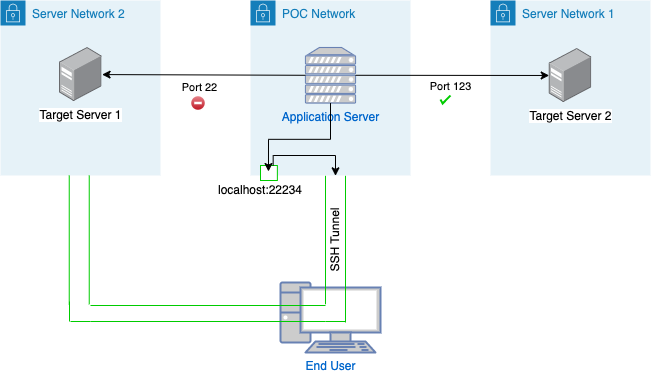 Server Network 2
POC Network
Server Network 1
Port 22
Port 123
Target Server 1
Application Server
Target Server 2
localhost:22234
SSH Tunnel
End User